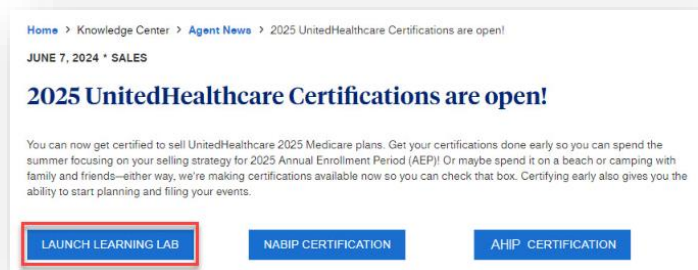 Home > Knowledge Center > Agent News > 2025 UnitedHealthcare Certifications are open!
JUNE 7, 2024 * SALES
2025 UnitedHealthcare Certifications are open!
You can now get certified to sell UnitedHealthcare 2025 Medicare plans. Get your certifications done early so you can spend the
summer focusing on your selling strategy for 2025 Annual Enrollment Period (AEP)! Or maybe spend it on a beach or camping with
family and friends—either way, we're making certifications available now so you can check that box. Certifying early also gives you the
ability to start planning and filing your events.
LAUNCH LEARNING LAB NABIP CERTIFICATION AHIP CERTIFICATION